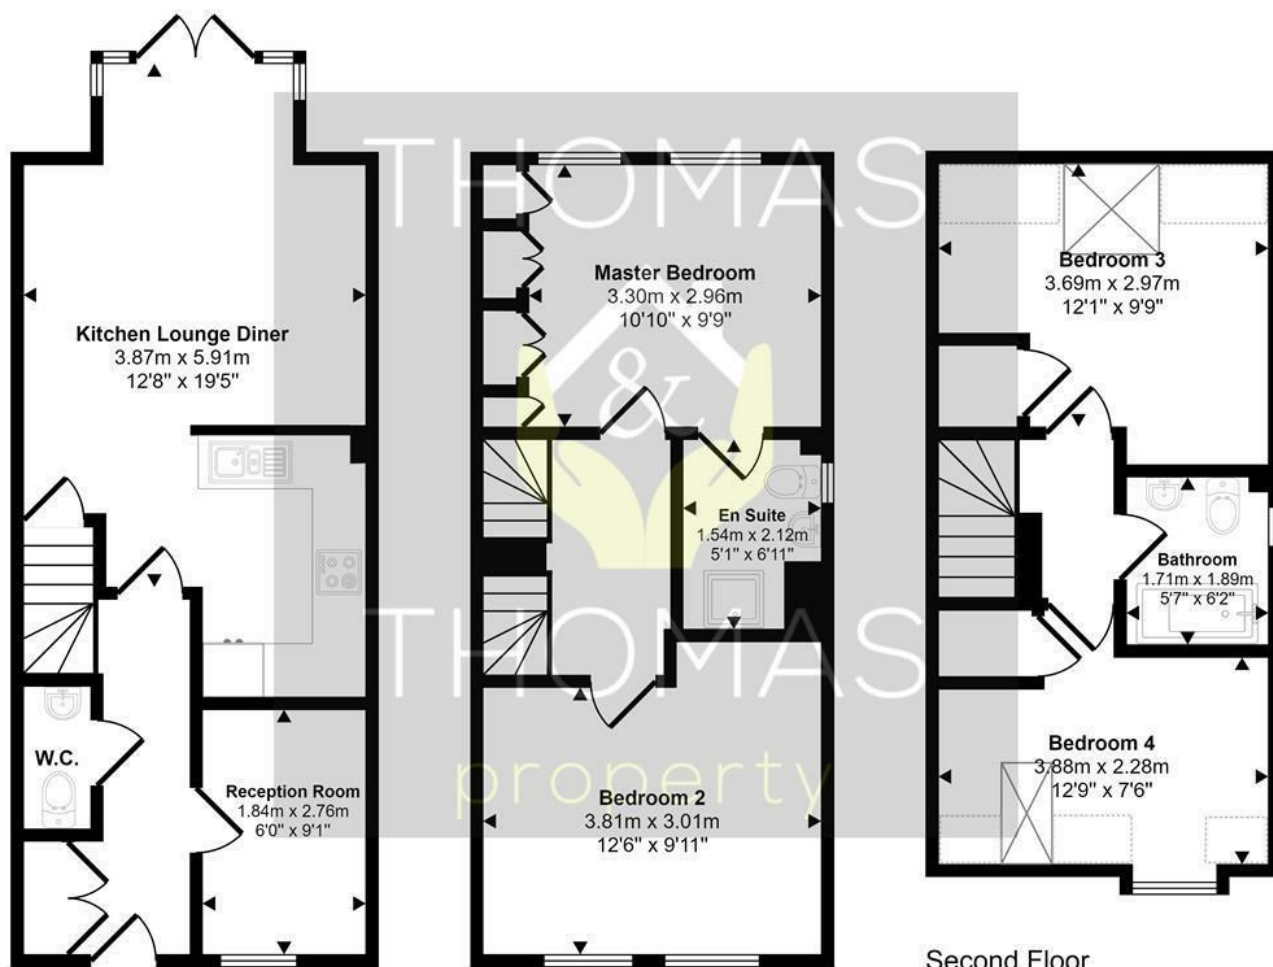 THOMAS
&
THOMAS
property
Kitchen Lounge Diner
3.87m x 5.91m
12'8" x 19'5"
W.C.
Reception Room
1.84m x 2.76m
6'0" x 9'1"
Master Bedroom
3.30m x 2.96m
10'10" x 9'9"
En Suite
1.54m x 2.12m
5'1" x 6'11"
Bedroom 2
3.81m x 3.01m
12'6" x 9'11"
Bedroom 3
3.69m x 2.97m
12'1" x 9'9"
Bathroom
1.71m x 1.89m
5'7" x 6'2"
Bedroom 4
3.88m x 2.28m
12'9" x 7'6"
Second Floor